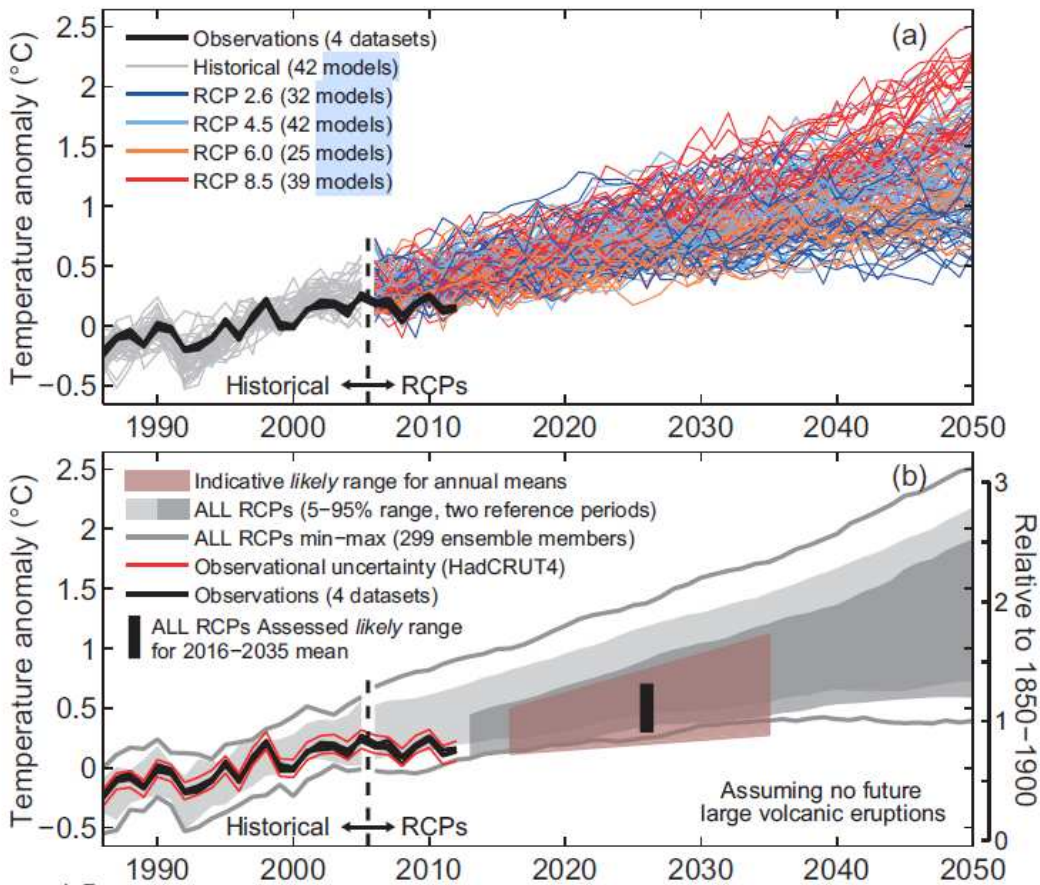 (a)
2.5
2
1.5
1
0.5
0
−0.5
Temperature anomaly (°C)
Observations (4 datasets)
Historical (42 models)
RCP 2.6 (32 models)
RCP 4.5 (42 models)
RCP 6.0 (25 models)
RCP 8.5 (39 models)
Historical RCPs
1990 2000 2010 2020 2030 2040 2050
(b)
2.5
2
1.5
1
0.5
0
−0.5
Temperature anomaly (°C)
Indicative likely range for annual means
ALL RCPs (5−95% range, two reference periods)
ALL RCPs min−max (299 ensemble members)
Observational uncertainty (HadCRUT4)
Observations (4 datasets)
ALL RCPs Assessed likely range
for 2016−2035 mean
Historical RCPs
Assuming no future
large volcanic eruptions
3
2
1
0
Relative to 1850−1900
1990 2000 2010 2020 2030 2040 2050